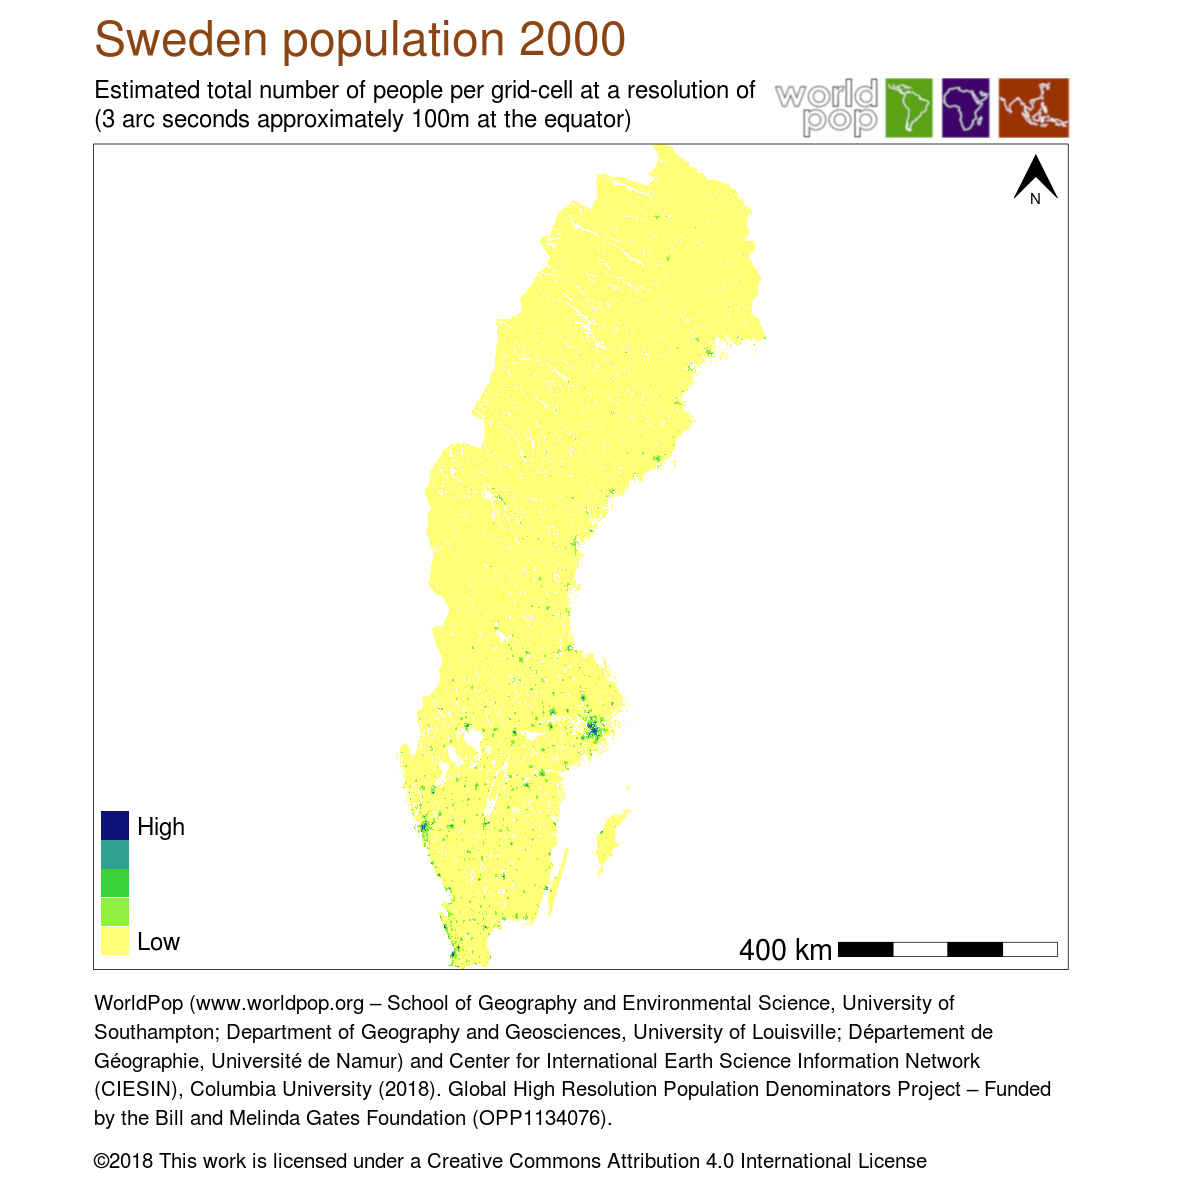 Sweden population 2000
Estimated total number of people per grid-cell at a resolution of
(3 arc seconds approximately 100m at the equator)
world
pop
N
High
Low
400 km
WorldPop (www.worldpop.org – School of Geography and Environmental Science, University of
Southampton; Department of Geography and Geosciences, University of Louisville; Département de
Géographie, Université de Namur) and Center for International Earth Science Information Network
(CIESIN), Columbia University (2018). Global High Resolution Population Denominators Project – Funded
by the Bill and Melinda Gates Foundation (OPP1134076).
©2018 This work is licensed under a Creative Commons Attribution 4.0 International License